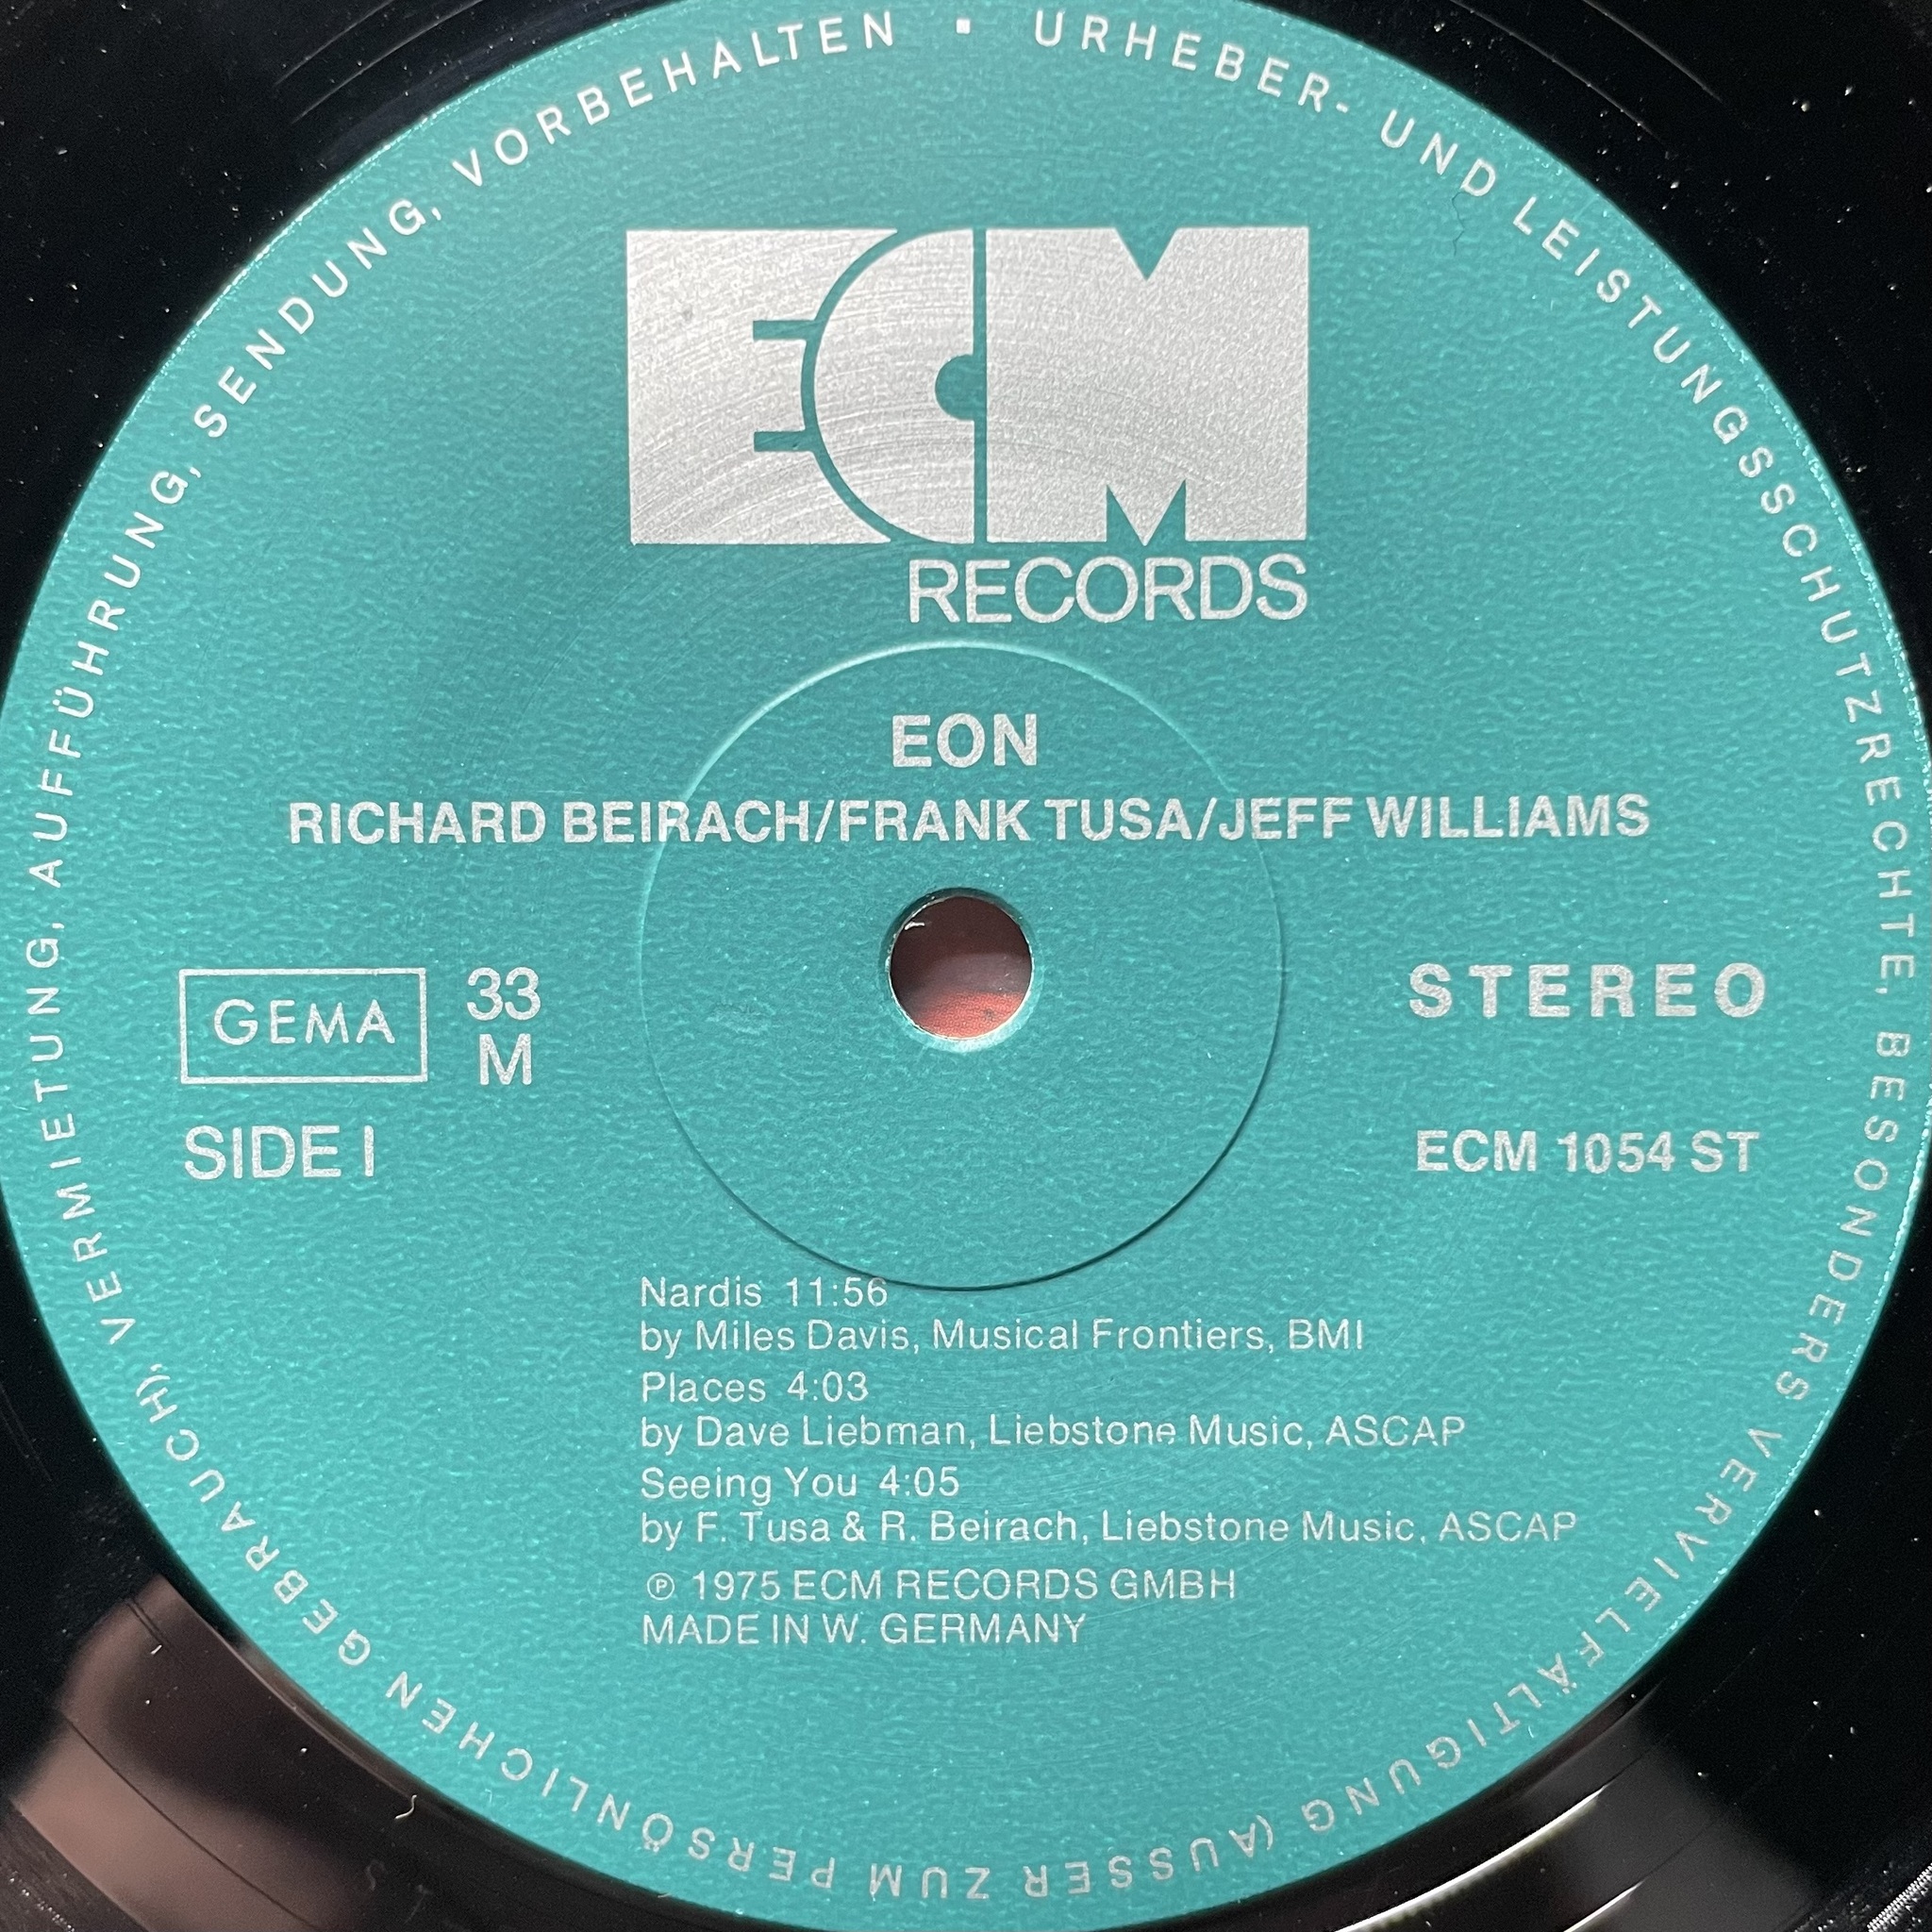 URHEBER- UND LEISTUNGSSCHUTZRECHTE, BESONDERS VERVIELFÄLTIGUNG (AUSSER ZUM PERSÖNLICHEN GEBRAUCH), VERMIETUNG, AUFFÜHRUNG, SENDUNG, VORBEHALTEN ▪
ECM
RECORDS
EON
RICHARD BEIRACH/FRANK TUSA/JEFF WILLIAMS
GEMA
33
M
STEREO
SIDE I
ECM 1054 ST
Nardis 11:56
by Miles Davis, Musical Frontiers, BMI
Places 4:03
by Dave Liebman, Liebstone Music, ASCAP
Seeing You 4:05
by F. Tusa & R. Beirach, Liebstone Music, ASCAP
℗ 1975 ECM RECORDS GMBH
MADE IN W. GERMANY